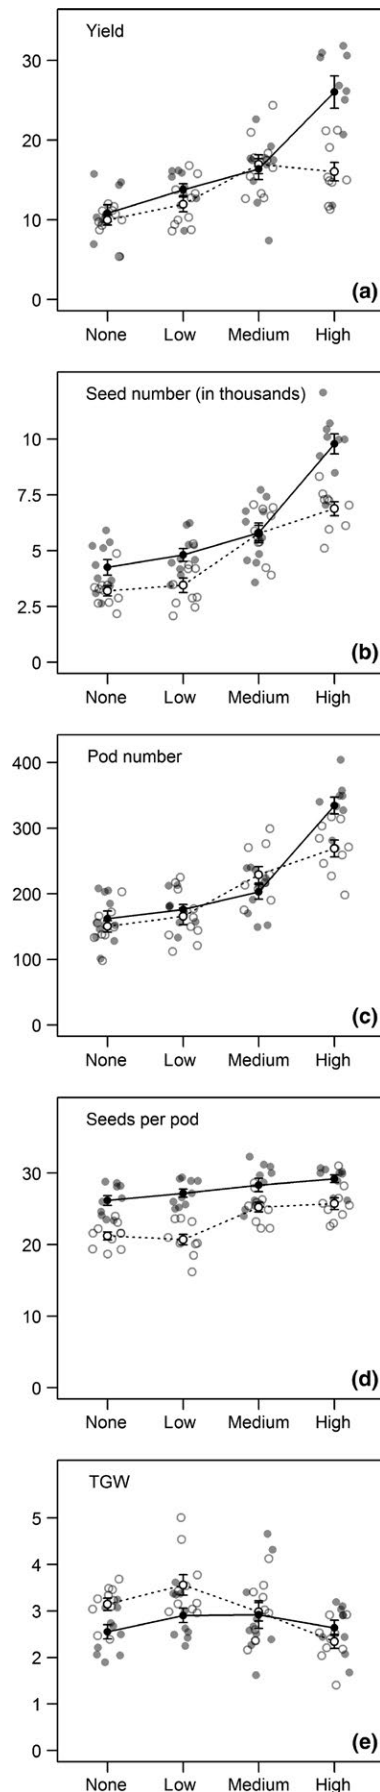 Yield
30
20
10
0
(a)
None Low Medium High
Seed number (in thousands)
10
7.5
5
2.5
0
(b)
None Low Medium High
Pod number
400
300
200
100
0
(c)
None Low Medium High
Seeds per pod
30
20
10
0
(d)
None Low Medium High
TGW
5
4
3
2
1
0
(e)
None Low Medium High